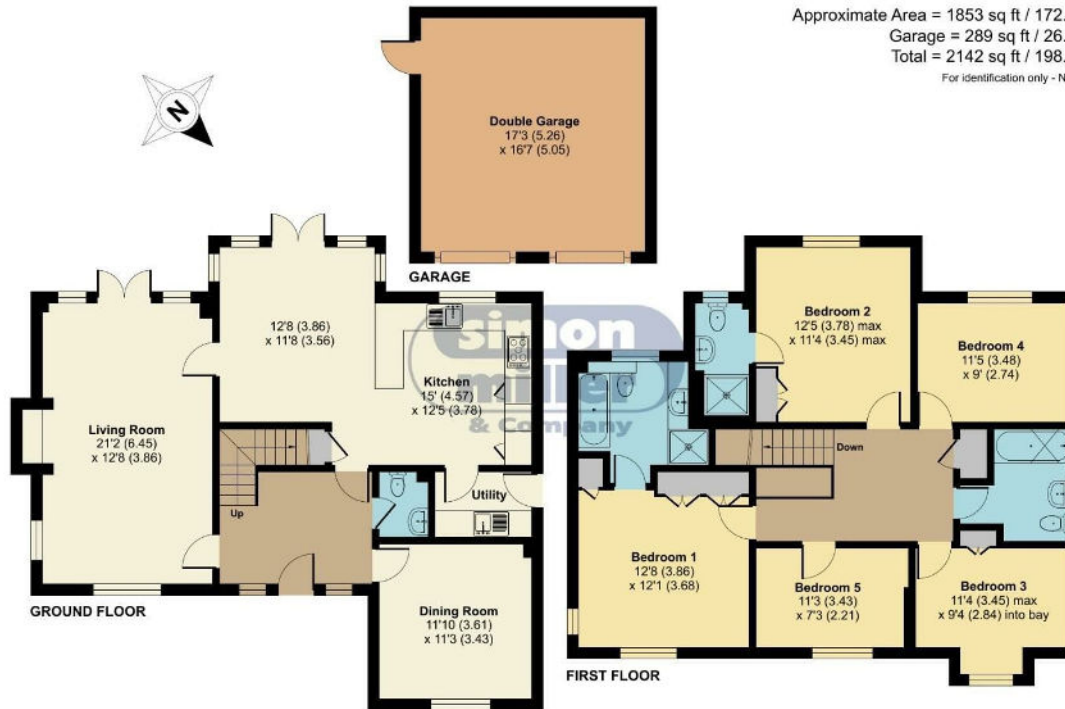 Approximate Area = 1853 sq ft / 172.
Garage = 289 sq ft / 26.
Total = 2142 sq ft / 198.
For identification only - N
N
Double Garage
17'3 (5.26)
x 16'7 (5.05)
GARAGE
12'8 (3.86)
x 11'8 (3.56)
Kitchen
15' (4.57)
x 12'5 (3.78)
Living Room
21'2 (6.45)
x 12'8 (3.86)
Utility
Up
Dining Room
11'10 (3.61)
x 11'3 (3.43)
GROUND FLOOR
simon
miller
& Company
Bedroom 2
12'5 (3.78) max
x 11'4 (3.45) max
Bedroom 4
11'5 (3.48)
x 9' (2.74)
Down
Bedroom 1
12'8 (3.86)
x 12'1 (3.68)
Bedroom 5
11'3 (3.43)
x 7'3 (2.21)
Bedroom 3
11'4 (3.45) max
x 9'4 (2.84) into bay
FIRST FLOOR